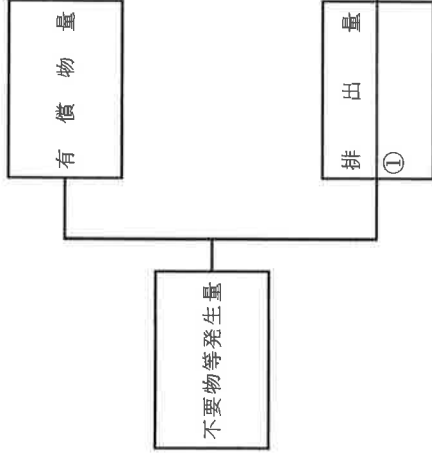 不要物等発生量
有償物量
排出量
①